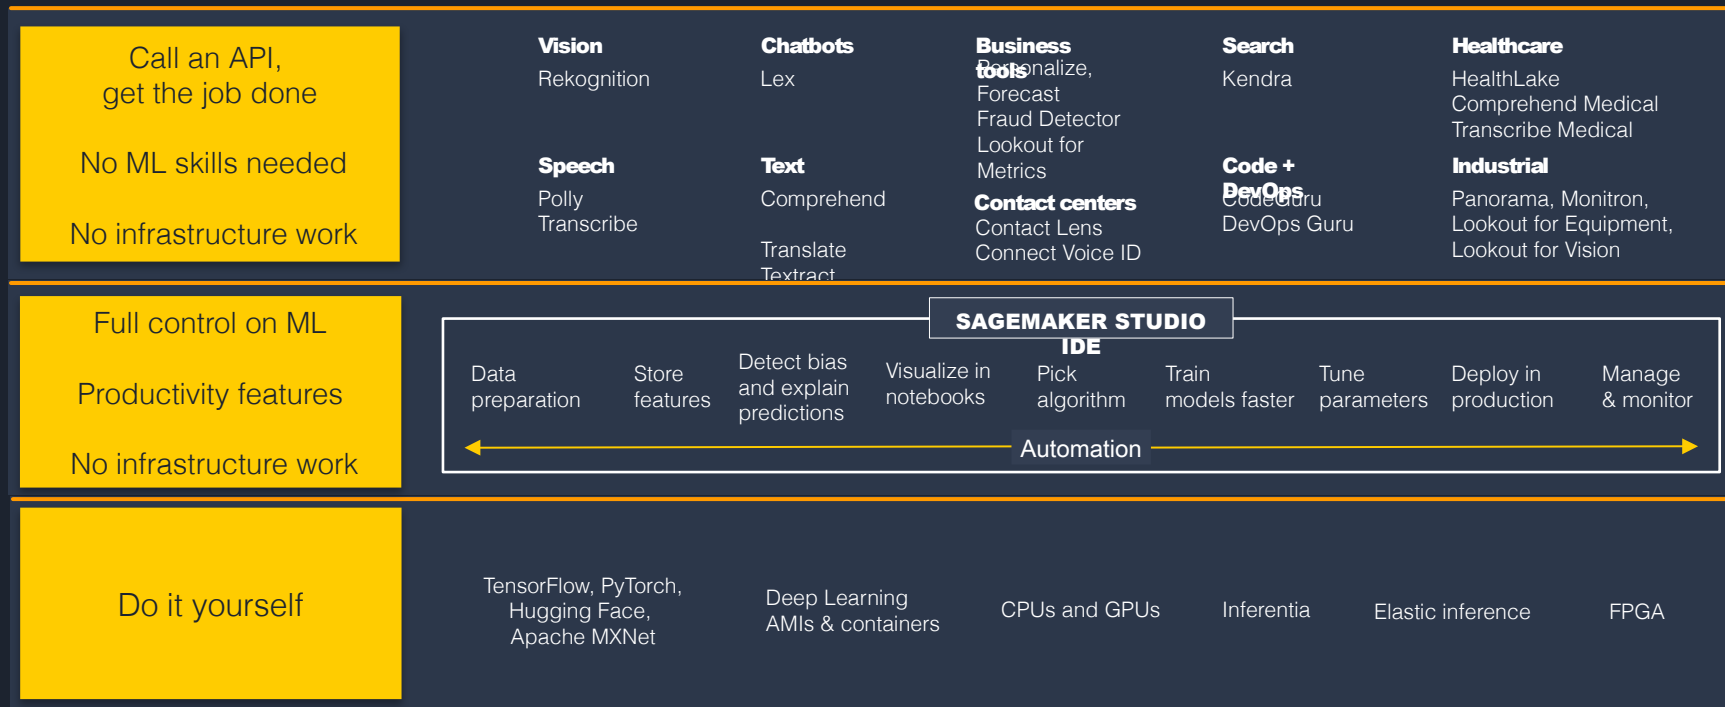 Call an API,
get the job done
No ML skills needed
No infrastructure work
Vision
Rekognition
Chatbots
Lex
Business
tools
Personalize,
Forecast
Fraud Detector
Lookout for
Metrics
Search
Kendra
Healthcare
HealthLake
Comprehend Medical
Transcribe Medical
Speech
Polly
Transcribe
Text
Comprehend
Translate
Textract
Contact centers
Contact Lens
Connect Voice ID
Code +
DevOps
CodeGuru
DevOps Guru
Industrial
Panorama, Monitron,
Lookout for Equipment,
Lookout for Vision
Full control on ML
Productivity features
No infrastructure work
SAGEMAKER STUDIO
IDE
Data
preparation
Store
features
Detect bias
and explain
predictions
Visualize in
notebooks
Pick
algorithm
Train
models faster
Tune
parameters
Deploy in
production
Manage
& monitor
Automation
Do it yourself
TensorFlow, PyTorch,
Hugging Face,
Apache MXNet
Deep Learning
AMIs & containers
CPUs and GPUs
Inferentia
Elastic inference
FPGA